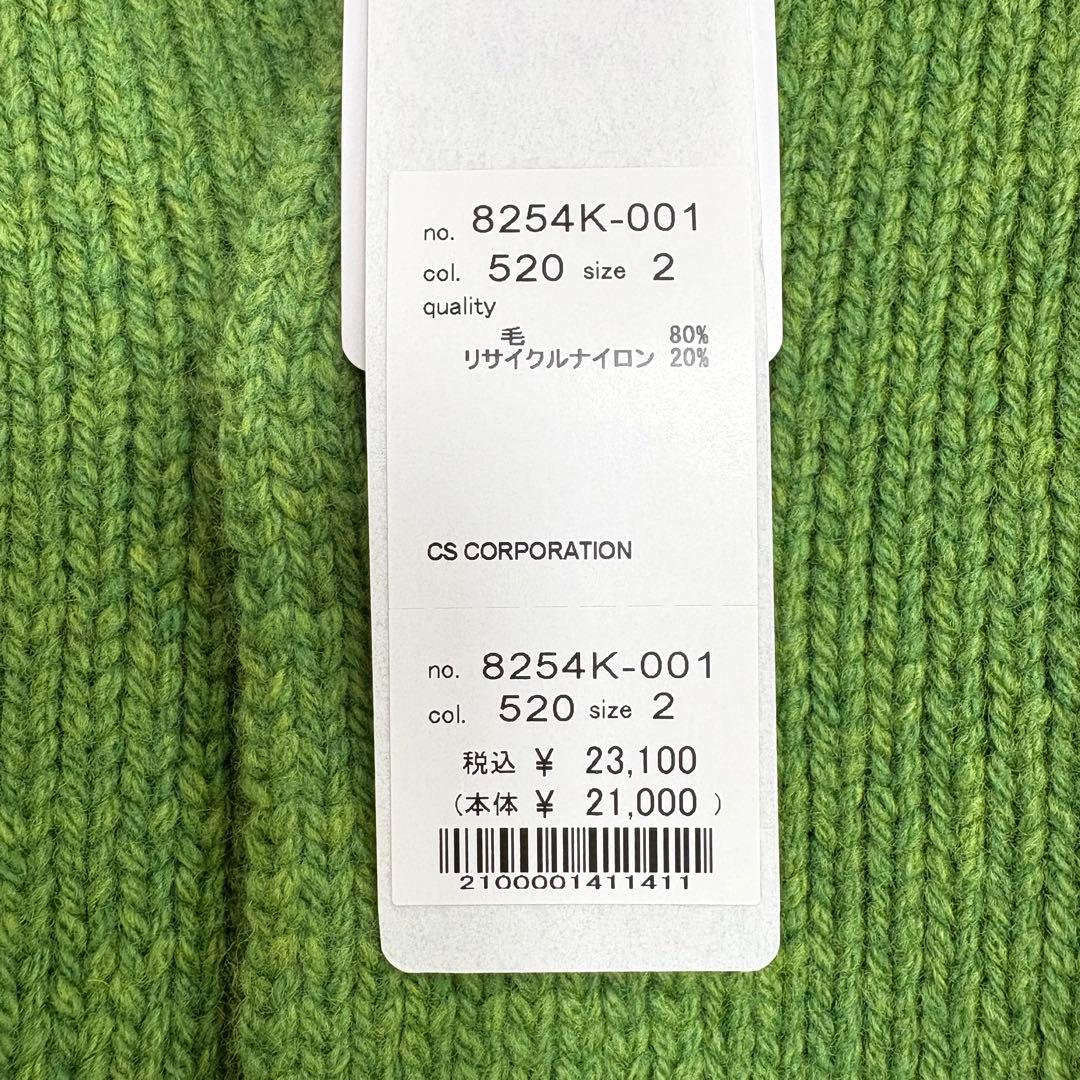 no. 8254K-001
col. 520 size 2
quality
毛 80%
リサイクルナイロン 20%
CS CORPORATION
no. 8254K-001
col. 520 size 2
税込 ¥ 23,100
(本体 ¥ 21,000 )
2100001411411